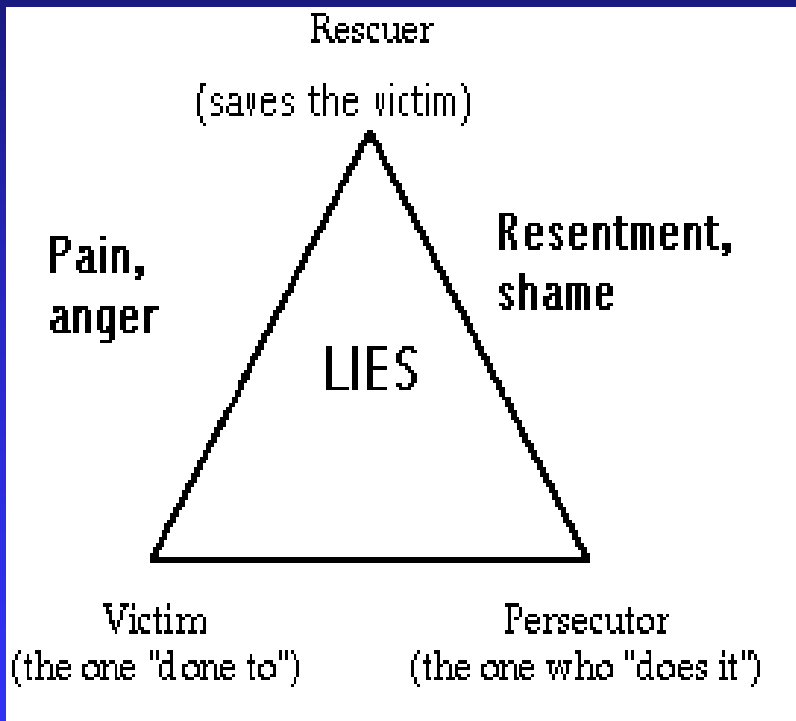 Rescuer
(saves the victim)
Pain,
anger
Resentment,
shame
LIES
Victim
(the one "done to")
Persecutor
(the one who "does it")